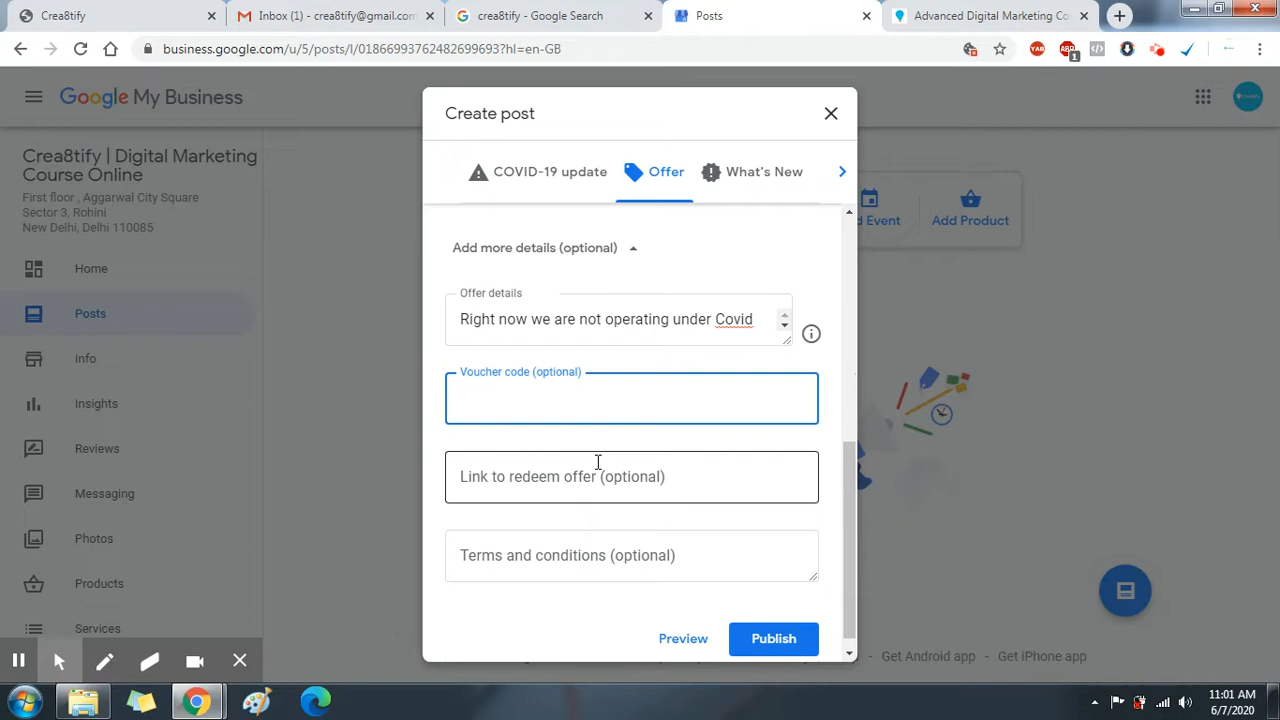 Crea8tify
Inbox (1) - crea8tify@gmail.com
crea8tify - Google Search
Posts
Advanced Digital Marketing Co
business.google.com/u/5/posts/l/01866993762482699693?hl=en-GB
ABP
1
Google My Business
Create post
COVID-19 update
Offer
What's New
Crea8tify | Digital Marketing
Course Online
First floor , Aggarwal City Square
Sector 3, Rohini
New Delhi, Delhi 110085
d Event
Add Product
Home
Posts
Info
Insights
Reviews
Messaging
Photos
Products
Services
Add more details (optional)
Offer details
Right now we are not operating under Covid
Voucher code (optional)
Link to redeem offer (optional)
Terms and conditions (optional)
Preview
Publish
Get Android app
Get iPhone app
11:01 AM
6/7/2020